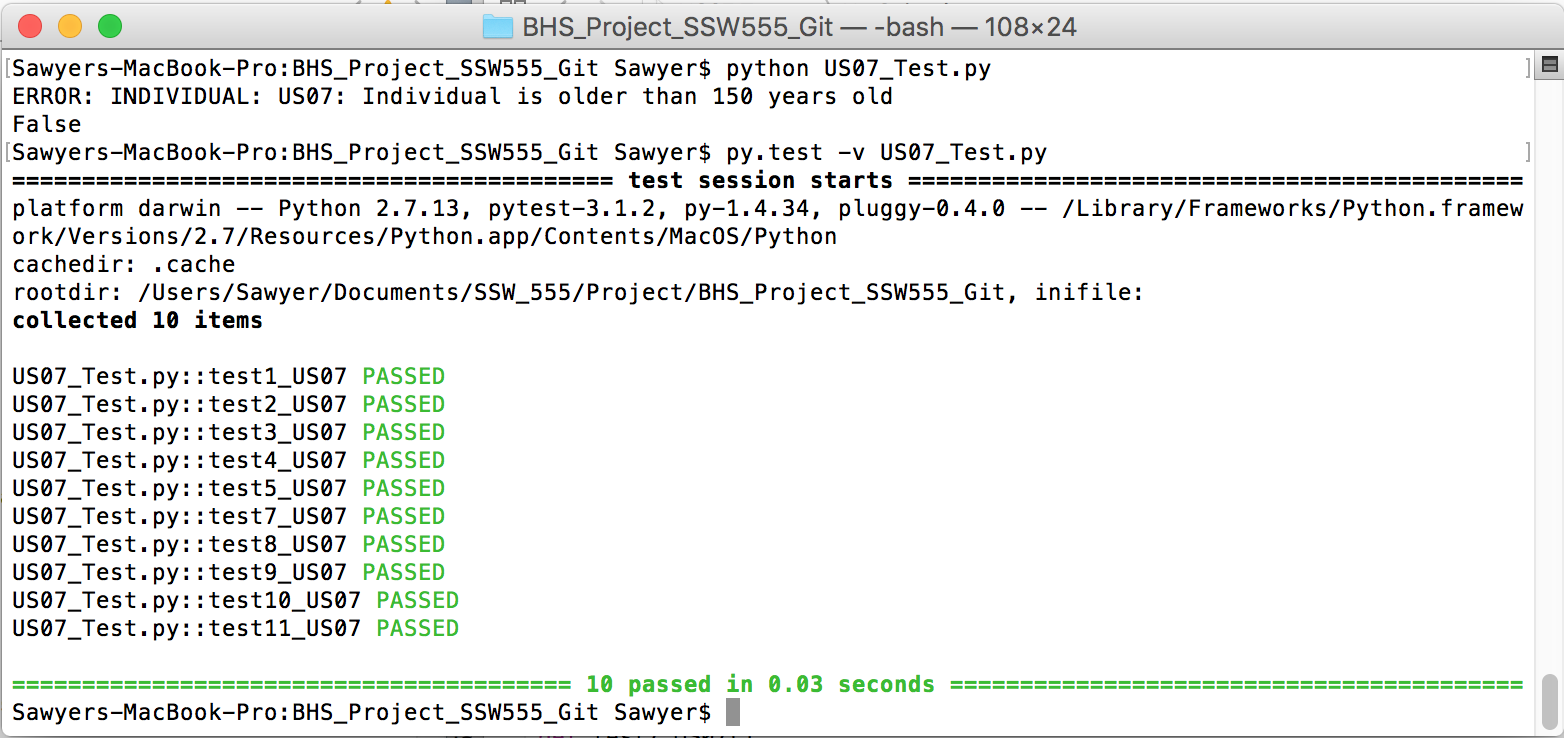 BHS_Project_SSW555_Git — -bash — 108×24
[Sawyers-MacBook-Pro:BHS_Project_SSW555_Git Sawyer$ python US07_Test.py ]
ERROR: INDIVIDUAL: US07: Individual is older than 150 years old
False
[Sawyers-MacBook-Pro:BHS_Project_SSW555_Git Sawyer$ py.test -v US07_Test.py ]
=========================================== test session starts ============================================
platform darwin -- Python 2.7.13, pytest-3.1.2, py-1.4.34, pluggy-0.4.0 -- /Library/Frameworks/Python.framew
ork/Versions/2.7/Resources/Python.app/Contents/MacOS/Python
cachedir: .cache
rootdir: /Users/Sawyer/Documents/SSW_555/Project/BHS_Project_SSW555_Git, inifile:
collected 10 items
US07_Test.py::test1_US07 PASSED
US07_Test.py::test2_US07 PASSED
US07_Test.py::test3_US07 PASSED
US07_Test.py::test4_US07 PASSED
US07_Test.py::test5_US07 PASSED
US07_Test.py::test7_US07 PASSED
US07_Test.py::test8_US07 PASSED
US07_Test.py::test9_US07 PASSED
US07_Test.py::test10_US07 PASSED
US07_Test.py::test11_US07 PASSED
======================================== 10 passed in 0.03 seconds =========================================
Sawyers-MacBook-Pro:BHS_Project_SSW555_Git Sawyer$